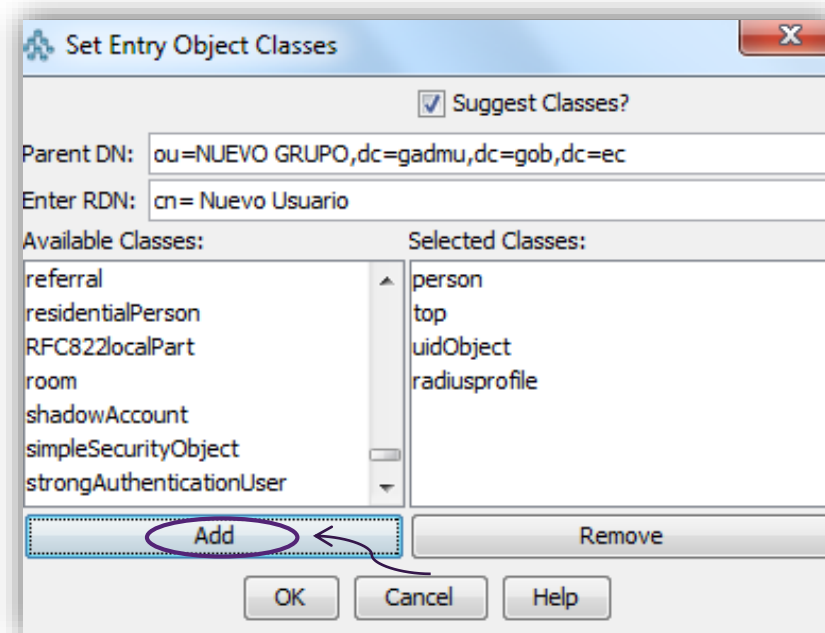 Set Entry Object Classes
Suggest Classes?
Parent DN: ou=NUEVO GRUPO,dc=gadmu,dc=gob,dc=ec
Enter RDN: cn= Nuevo Usuario
Available Classes:
referral
residentialPerson
RFC822localPart
room
shadowAccount
simpleSecurityObject
strongAuthenticationUser
Selected Classes:
person
top
uidObject
radiusprofile
Add
Remove
OK
Cancel
Help